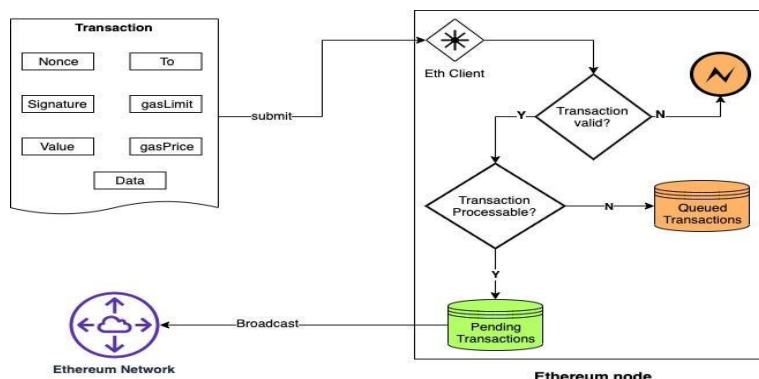 Transaction
Nonce
To
Signature
gasLimit
Value
gasPrice
Data
submit
Eth Client
Transaction
valid?
Y
N
Transaction
Processable?
N
Queued
Transactions
Y
Pending
Transactions
Broadcast
Ethereum Network
Ethereum node